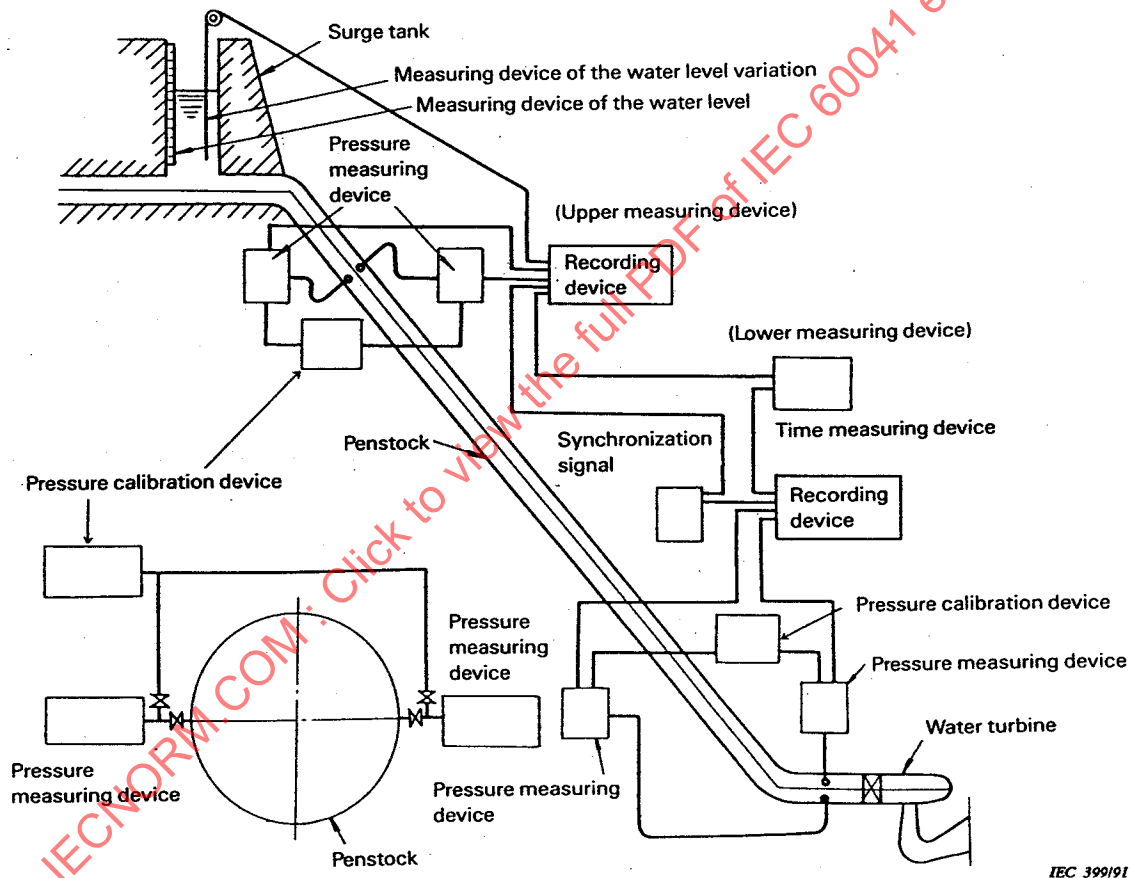 Surge tank
Measuring device of the water level variation
Measuring device of the water level
Pressure
measuring
device
(Upper measuring device)
Recording
device
(Lower measuring device)
Time measuring device
Synchronization
signal
Recording
device
Penstock
Pressure calibration device
Pressure calibration device
Pressure measuring device
Water turbine
Pressure
measuring
device
Pressure
measuring device
Pressure measuring
device
Penstock
IECNORM.COM : Click to view the full PDF of IEC 60041
IEC 399/91